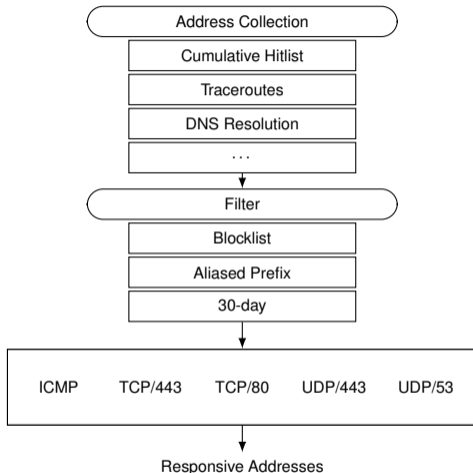 Address Collection
Cumulative Hitlist
Traceroutes
DNS Resolution
...
Filter
Blocklist
Aliased Prefix
30-day
ICMP TCP/443 TCP/80 UDP/443 UDP/53
Responsive Addresses